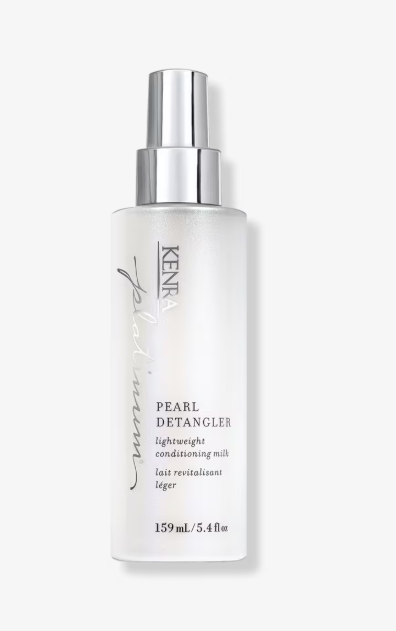 KENRA
platinum
PEARL
DETANGLER
lightweight
conditioning milk
lait revitalisant
léger
159 mL/5.4 fl oz